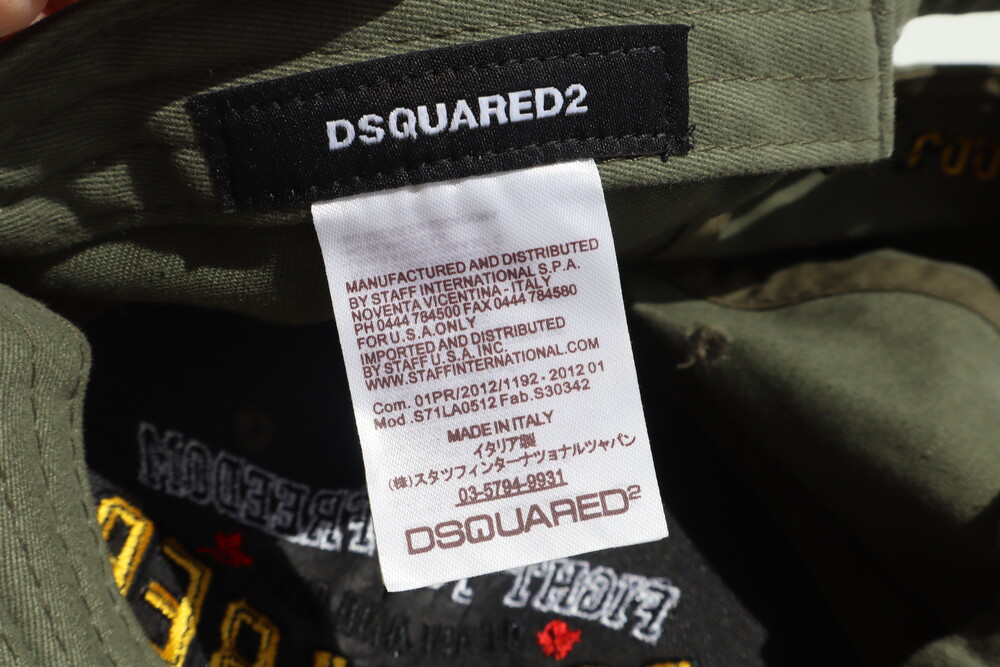 DSQUARED2
MANUFACTURED AND DISTRIBUTED
BY STAFF INTERNATIONAL S.P.A.
NOVENTA VICENTINA - ITALY
PH 0444 784500 FAX 0444 784580
FOR U.S.A. ONLY
IMPORTED AND DISTRIBUTED
BY STAFF U.S.A. INC.
WWW.STAFFINTERNATIONAL.COM
Com. 01PR/2012/1192 - 2012 01
Mod .S71LA0512 Fab.S30342
MADE IN ITALY
イタリア製
(株)スタッフインターナショナルジャパン
03-5794-9931
DSQUARED2
FREEDOM
FIGHT